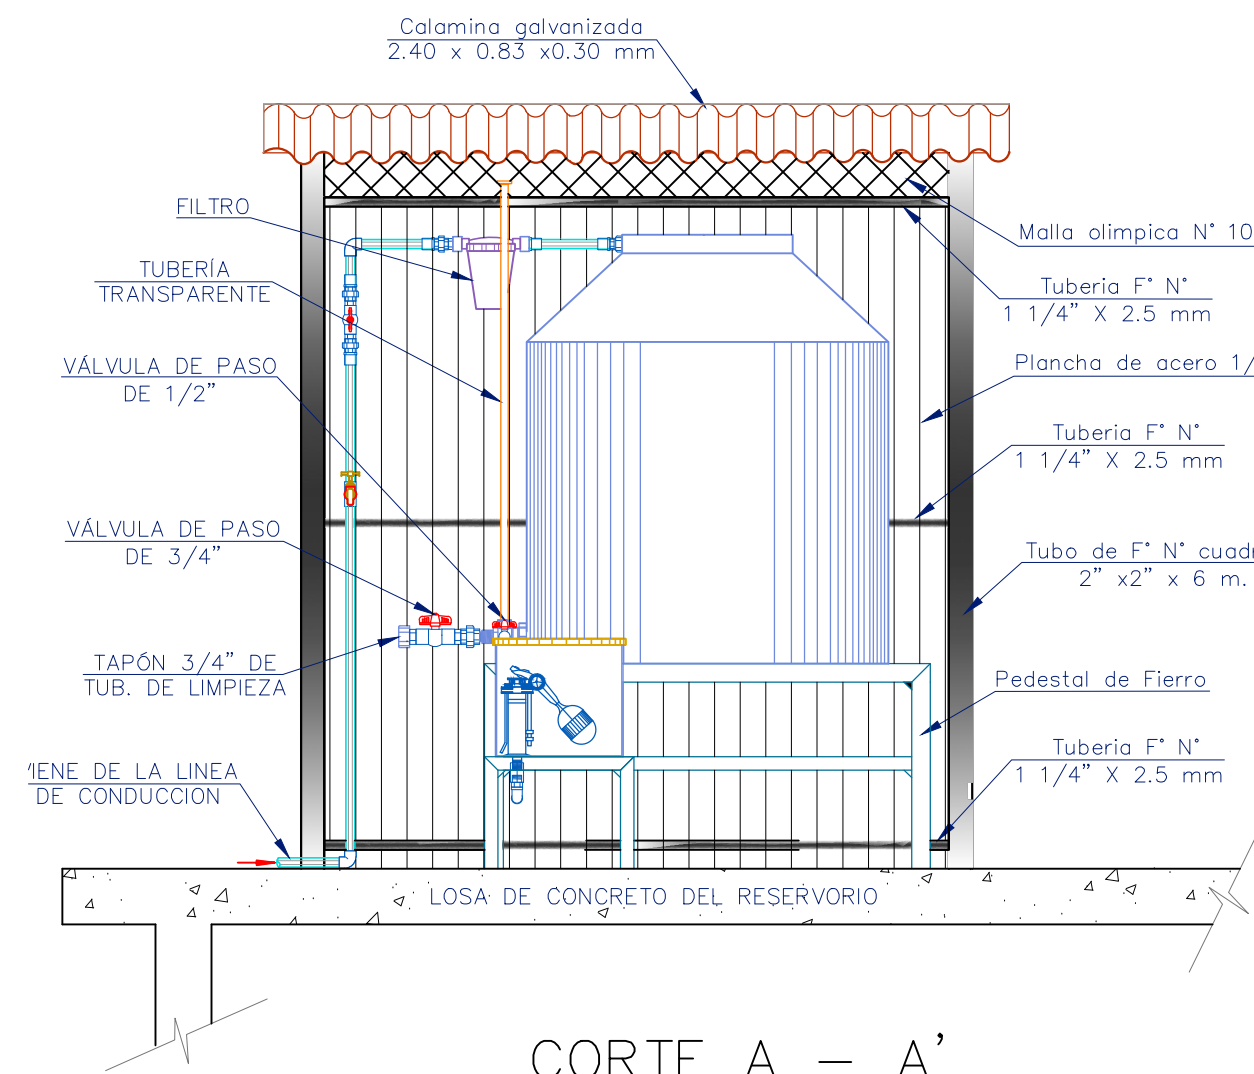 Calamina galvanizada
2.40 x 0.83 x0.30 mm
FILTRO
TUBERÍA
TRANSPARENTE
VÁLVULA DE PASO
DE 1/2"
VÁLVULA DE PASO
DE 3/4"
TAPÓN 3/4" DE
TUB. DE LIMPIEZA
IENE DE LA LINEA
DE CONDUCCION
Malla olimpica N° 10
Tuberia F° N°
1 1/4" X 2.5 mm
Plancha de acero 1/
Tuberia F° N°
1 1/4" X 2.5 mm
Tubo de F° N° cuadr
2" x2" x 6 m.
Pedestal de Fierro
Tuberia F° N°
1 1/4" X 2.5 mm
LOSA DE CONCRETO DEL RESERVORIO
CORTE A - A'